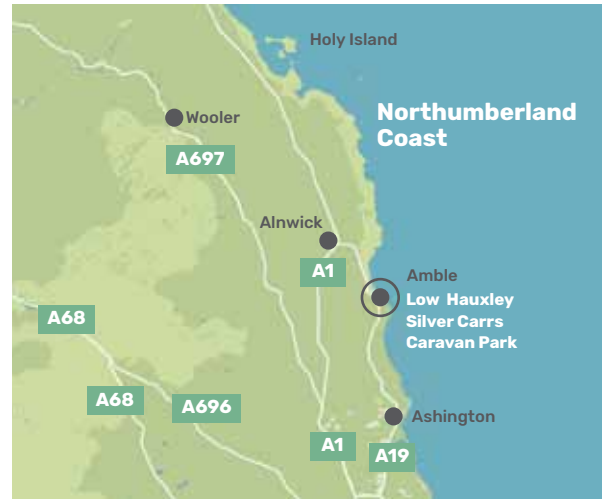 Holy Island
Northumberland
Coast
Wooler
A697
Alnwick
A1
Amble
Low Hauxley
Silver Carrs
Caravan Park
A68
A68
A696
Ashington
A1
A19